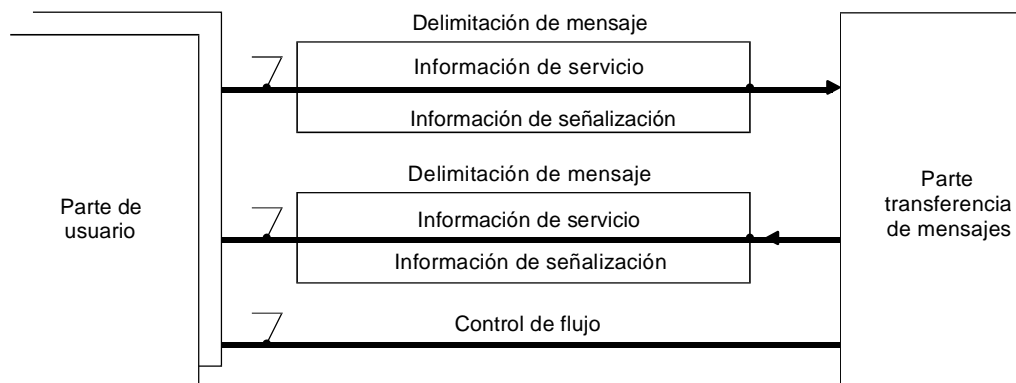 Delimitación de mensaje
Información de servicio
Información de señalización
Delimitación de mensaje
Parte de
usuario
Información de servicio
Información de señalización
Parte
transferencia
de mensajes
Control de flujo